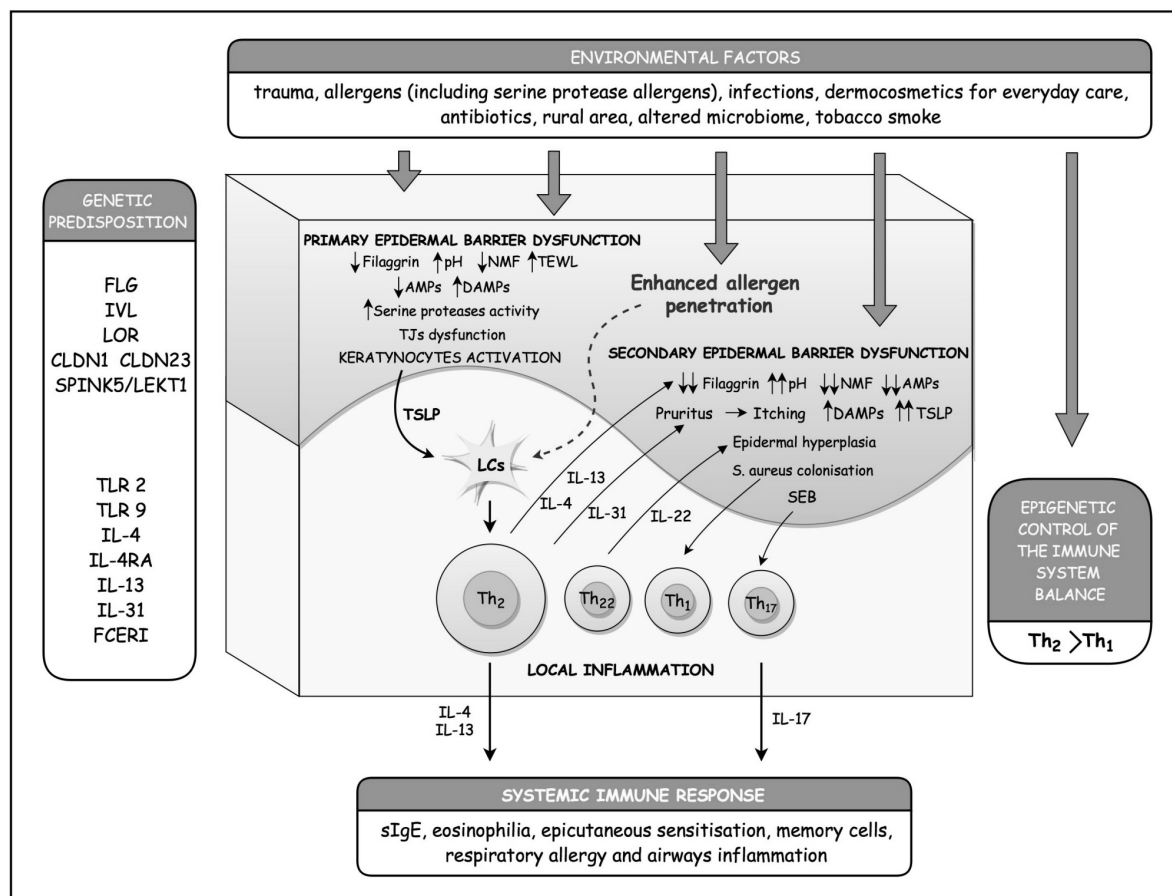 ENVIRONMENTAL FACTORS
trauma, allergens (including serine protease allergens), infections, dermocosmetics for everyday care,
antibiotics, rural area, altered microbiome, tobacco smoke
GENETIC
PREDISPOSITION
FLG
IVL
LOR
CLDN1 CLDN23
SPINK5/LEKT1
TLR 2
TLR 9
IL-4
IL-4RA
IL-13
IL-31
FCERI
PRIMARY EPIDERMAL BARRIER DYSFUNCTION
↓Filaggrin ↑pH ↓NMF ↑TEWL
↓AMPs ↑DAMPs
↑Serine proteases activity
TJs dysfunction
KERATYNOCYTES ACTIVATION
Enhanced allergen
penetration
SECONDARY EPIDERMAL BARRIER DYSFUNCTION
↓↓ Filaggrin ↑↑pH ↓↓NMF ↓↓AMPs
Pruritus → Itching ↑DAMPs ↑↑TSLP
Epidermal hyperplasia
S. aureus colonisation
SEB
TSLP
LCs
IL-13
IL-4
IL-31
IL-22
Th2
Th22
Th1
Th17
LOCAL INFLAMMATION
IL-4
IL-13
IL-17
EPIGENETIC
CONTROL OF
THE IMMUNE
SYSTEM
BALANCE
Th2 >Th1
SYSTEMIC IMMUNE RESPONSE
sIgE, eosinophilia, epicutaneous sensitisation, memory cells,
respiratory allergy and airways inflammation